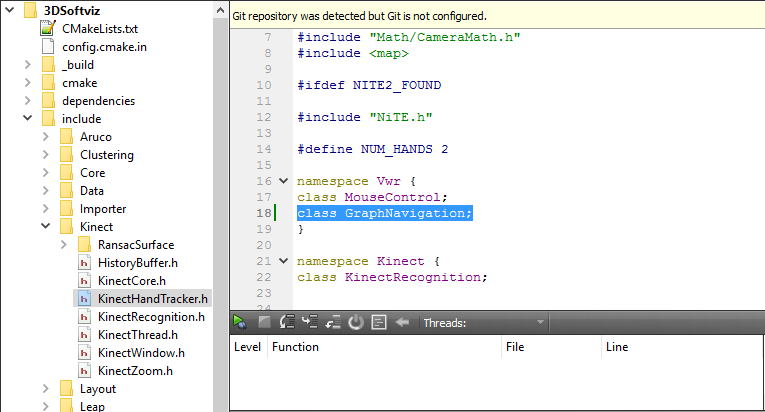 3DSoftviz
CMakeLists.txt
config.cmake.in
_build
cmake
dependencies
include
Aruco
Clustering
Core
Data
Importer
Kinect
RansacSurface
HistoryBuffer.h
KinectCore.h
KinectHandTracker.h
KinectRecognition.h
KinectThread.h
KinectWindow.h
KinectZoom.h
Layout
Leap
Git repository was detected but Git is not configured.
7 #include "Math/CameraMath.h"
8 #include <map>
9
10 #ifdef NITE2_FOUND
11
12 #include "NiTE.h"
13
14 #define NUM_HANDS 2
15
16 namespace Vwr {
17 class MouseControl;
18 class GraphNavigation;
19 }
20
21 namespace Kinect {
22 class KinectRecognition;
23
24
Threads:
Level Function File Line